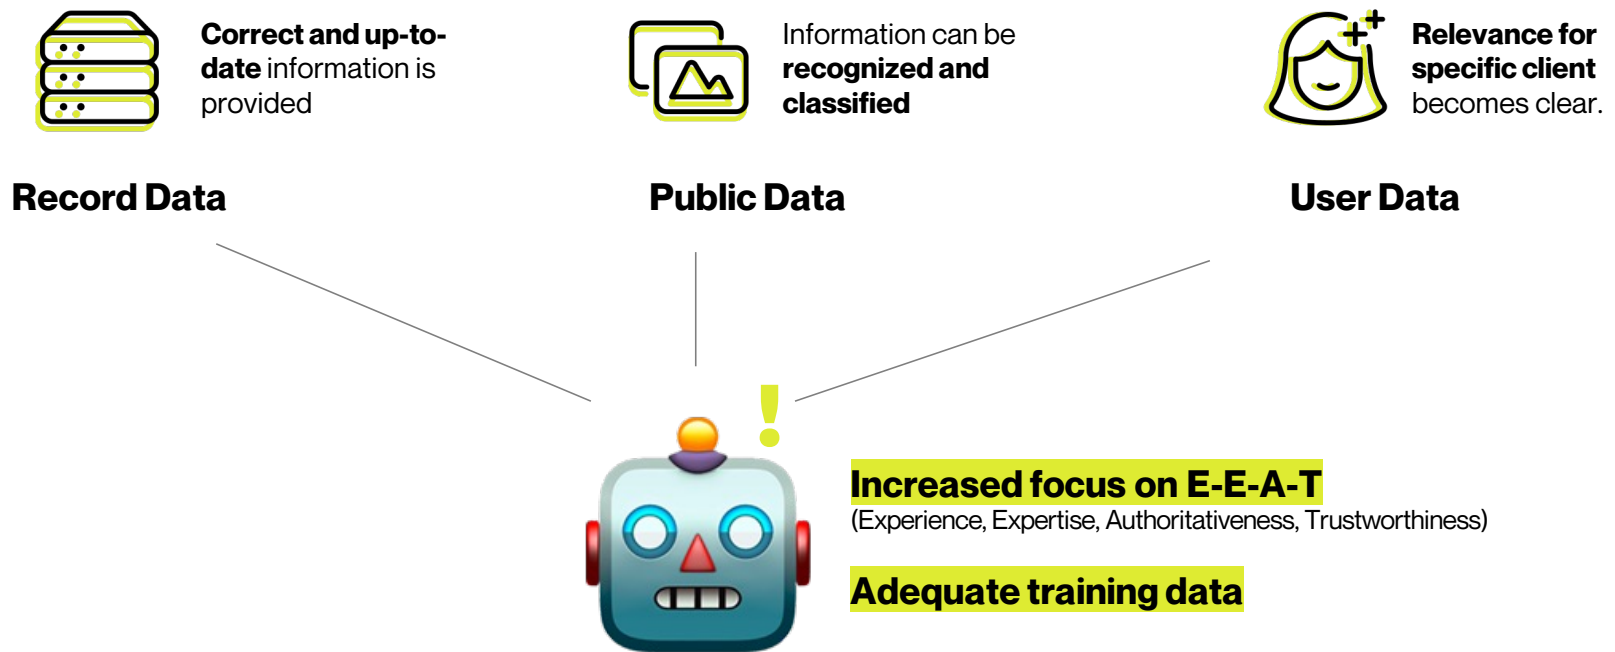 Correct and up-to-
date information is
provided
Information can be
recognized and
classified
Relevance for
specific client
becomes clear.
Record Data
Public Data
User Data
!
Increased focus on E-E-A-T
(Experience, Expertise, Authoritativeness, Trustworthiness)
Adequate training data